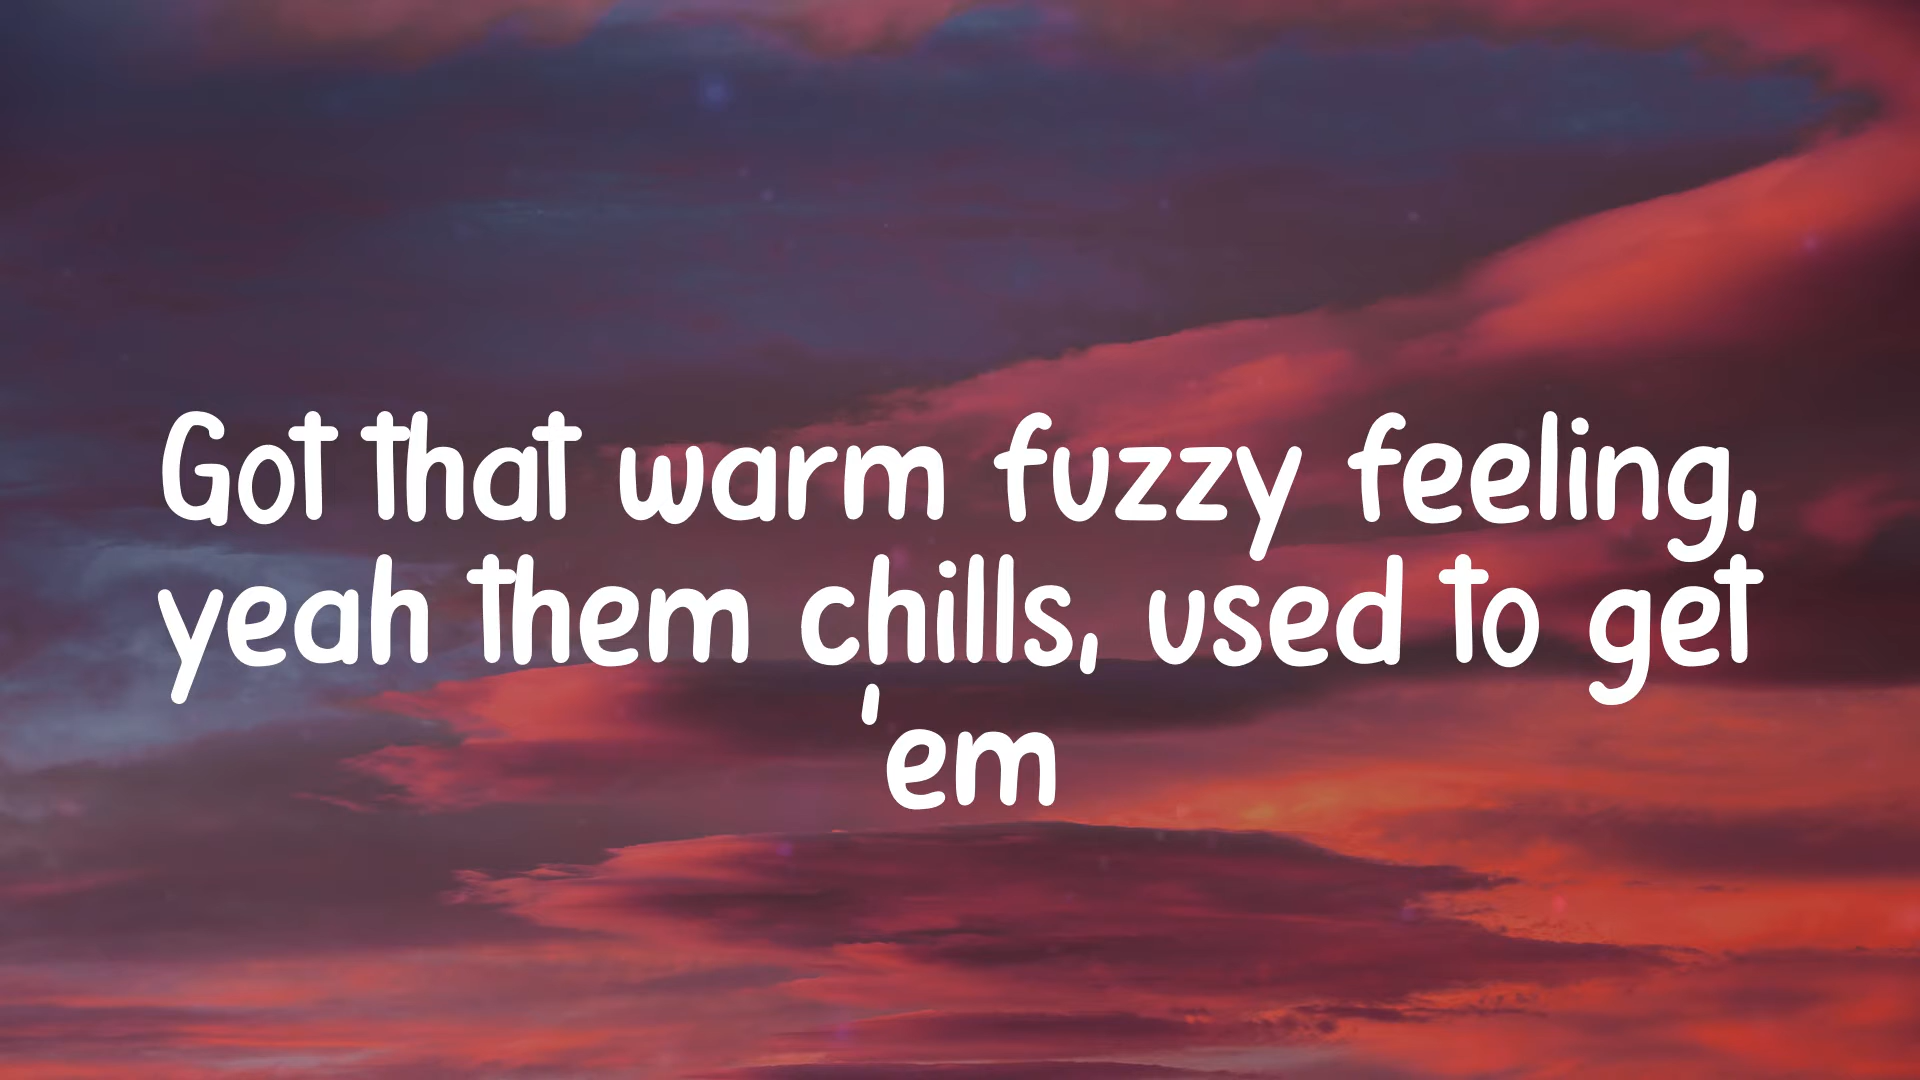 Got that warm fuzzy feeling,
yeah them chills, used to get
'em